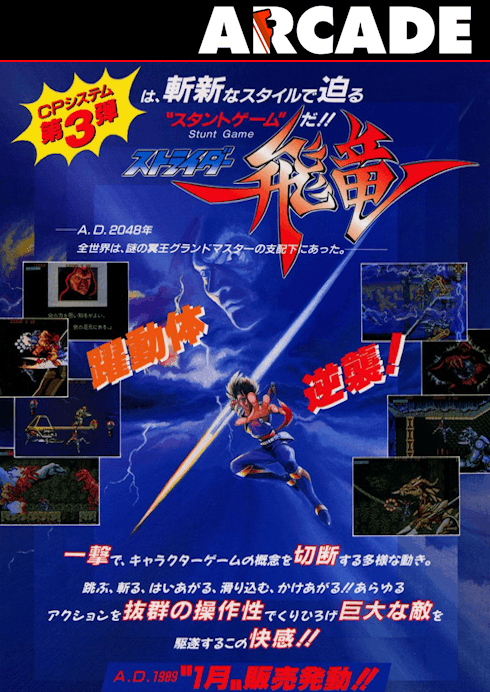 ARCADE
CPシステム
第3弾
は、斬新なスタイルで迫る
"スタントゲーム"だ!!
Stunt Game
ストライダー飛竜
A.D.2048年
全世界は、謎の冥王グランドマスターの支配下にあった。
躍動体
逆襲!
一撃で、キャラクターゲームの概念を切断する多様な動き。
跳ぶ、斬る、はいあがる、滑り込む、かけあがる!!あらゆる
アクションを抜群の操作性でくりひろげ巨大な敵を
駆逐するこの快感!!
A.D.1989 "1月"販売発動!!